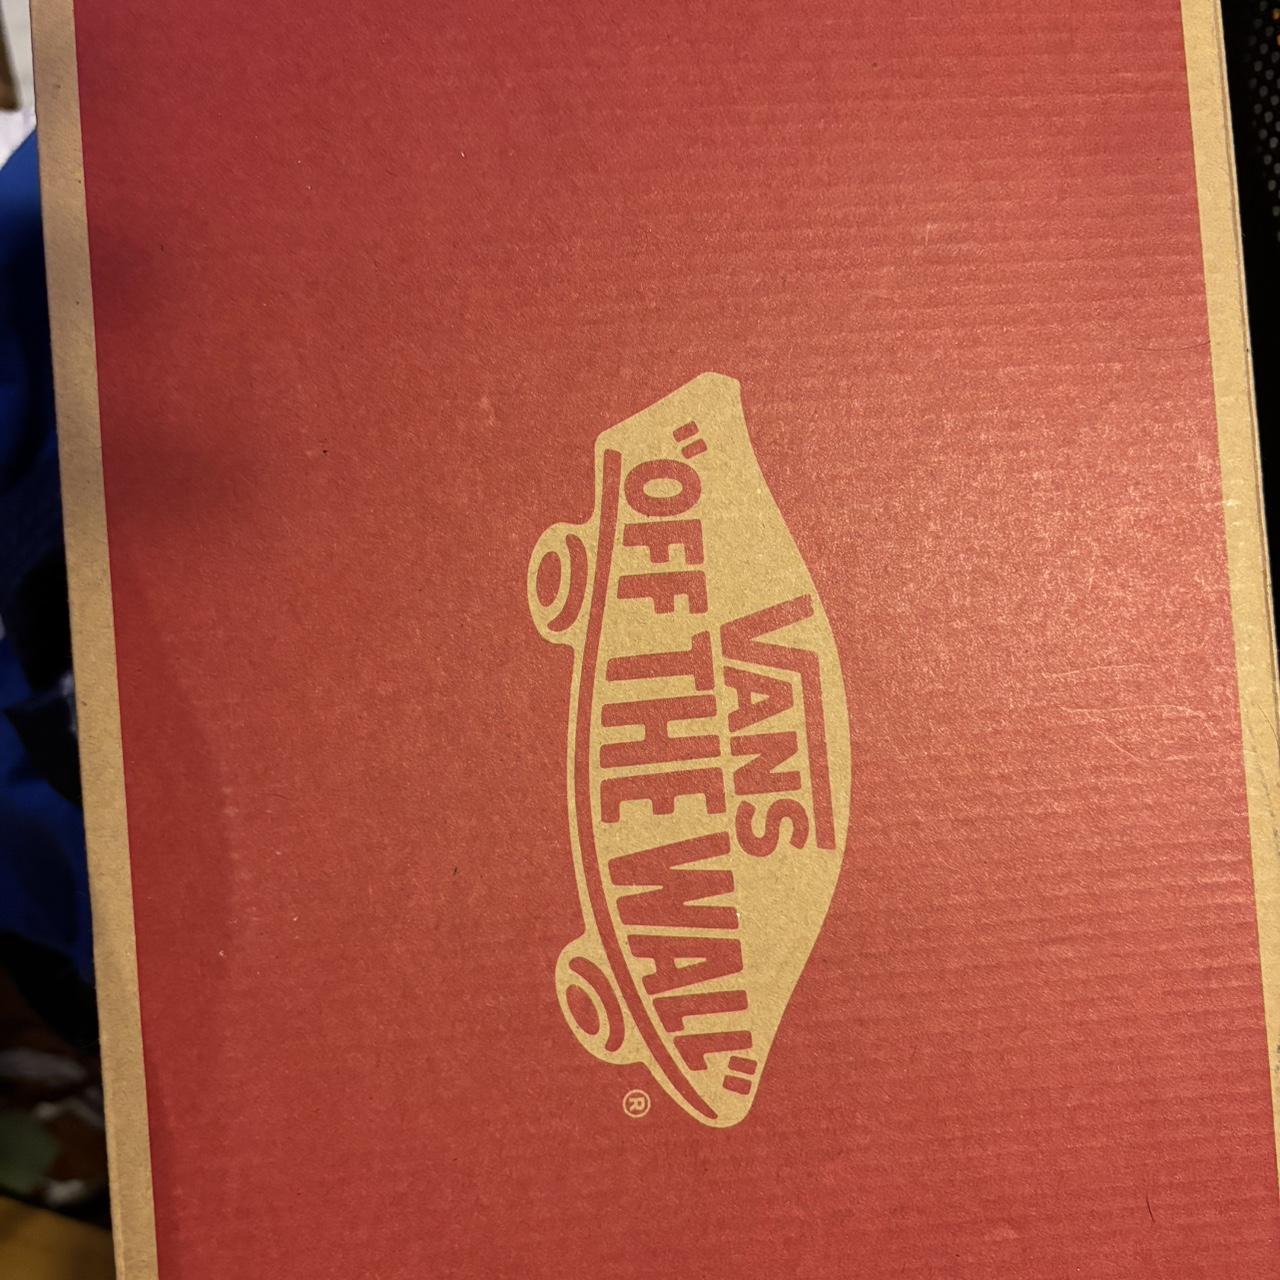 VANS
"OFF THE WALL"
®